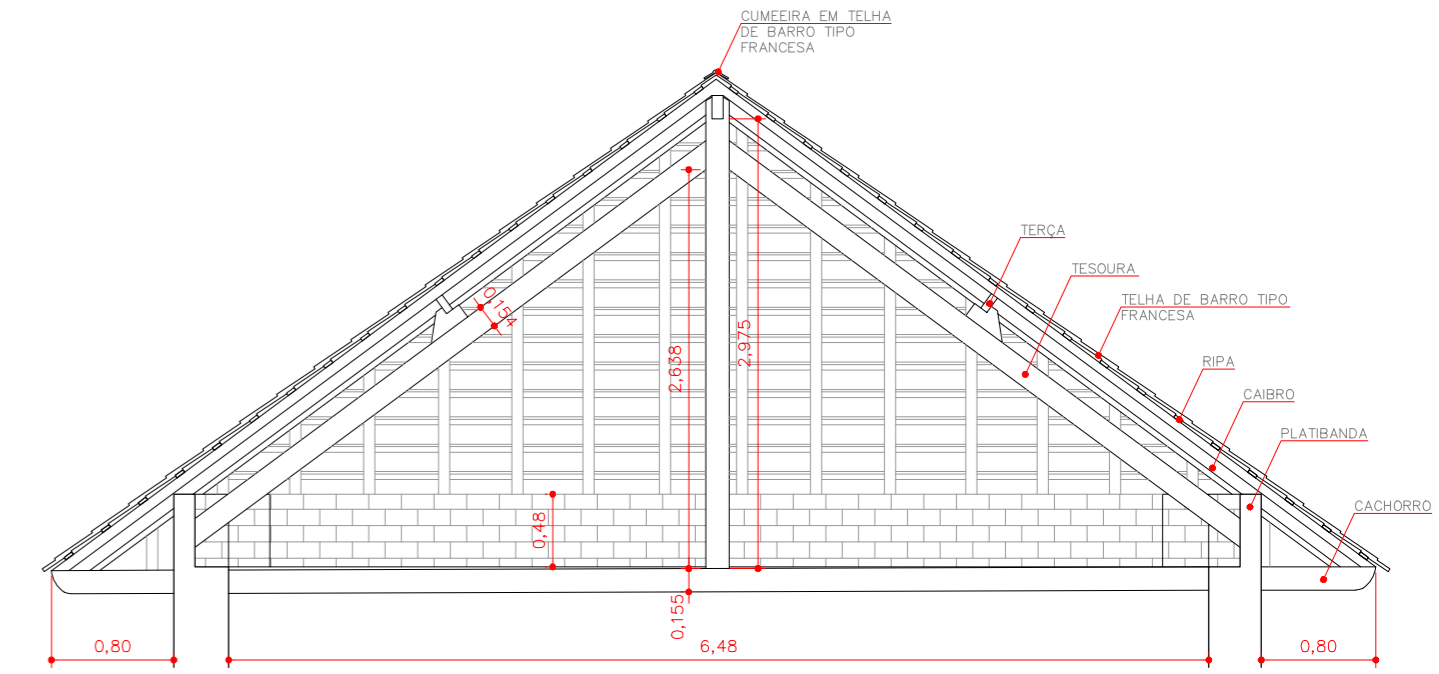 CUMEEIRA EM TELHA
DE BARRO TIPO
FRANCESA
TERÇA
TESOURA
TELHA DE BARRO TIPO
FRANCESA
RIPA
CAIBRO
PLATIBANDA
CACHORRO
0,154
2,638
2,975
0,48
0,155
0,80
6,48
0,80